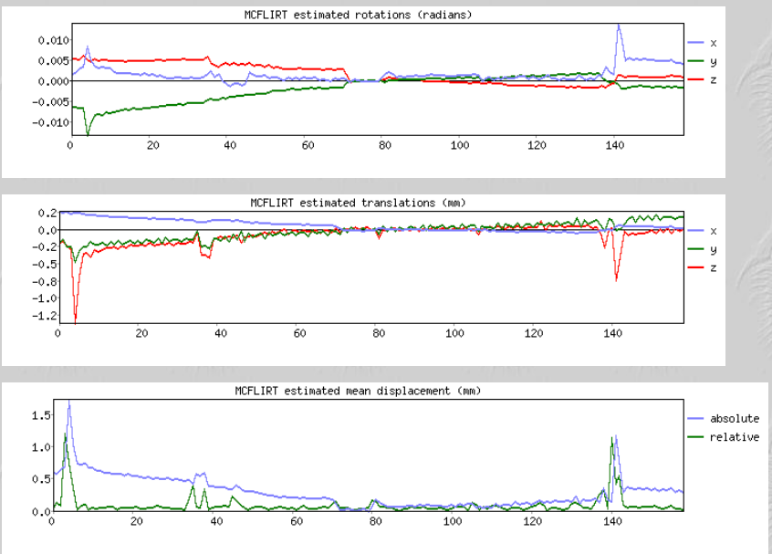 MCFLIRT estimated rotations (radians)
0.010
0.005
0.000
-0.005
-0.010
0 20 40 60 80 100 120 140
x
y
z
MCFLIRT estimated translations (mm)
0.2
0.0
-0.2
-0.5
-0.8
-1.0
-1.2
0 20 40 60 80 100 120 140
x
y
z
MCFLIRT estimated mean displacement (mm)
1.5
1.0
0.5
0.0
0 20 40 60 80 100 120 140
absolute
relative